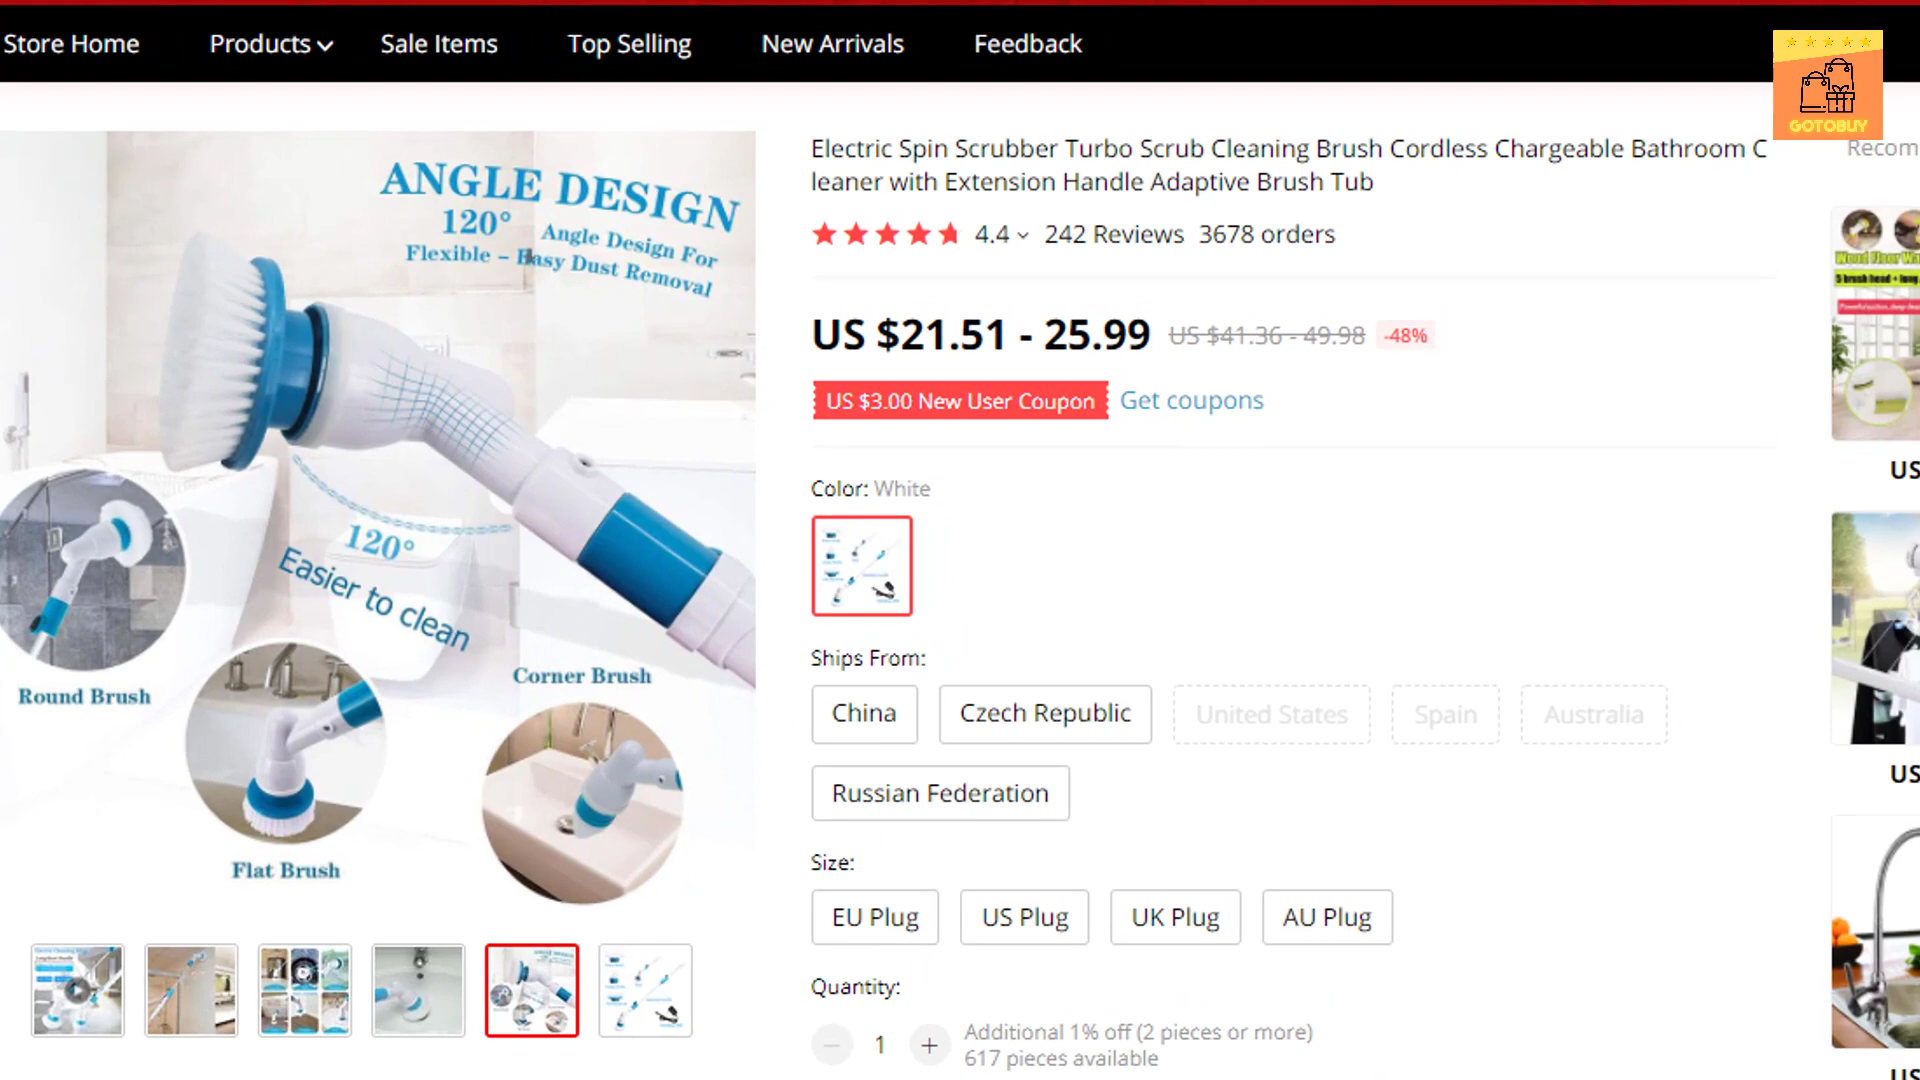 Store Home Products Sale Items Top Selling New Arrivals Feedback
GOTOBUY
ANGLE DESIGN
120° Angle Design For
Flexible – Easy Dust Removal
120°
Easier to clean
Round Brush
Flat Brush
Corner Brush
Electric Spin Scrubber Turbo Scrub Cleaning Brush Cordless Chargeable Bathroom C
leaner with Extension Handle Adaptive Brush Tub
4.4 242 Reviews 3678 orders
US $21.51 - 25.99 US $41.36 - 49.98 -48%
US $3.00 New User Coupon Get coupons
Color: White
Ships From:
China Czech Republic United States Spain Australia
Russian Federation
Size:
EU Plug US Plug UK Plug AU Plug
Quantity:
1 Additional 1% off (2 pieces or more)
617 pieces available
Recom
US
US
US